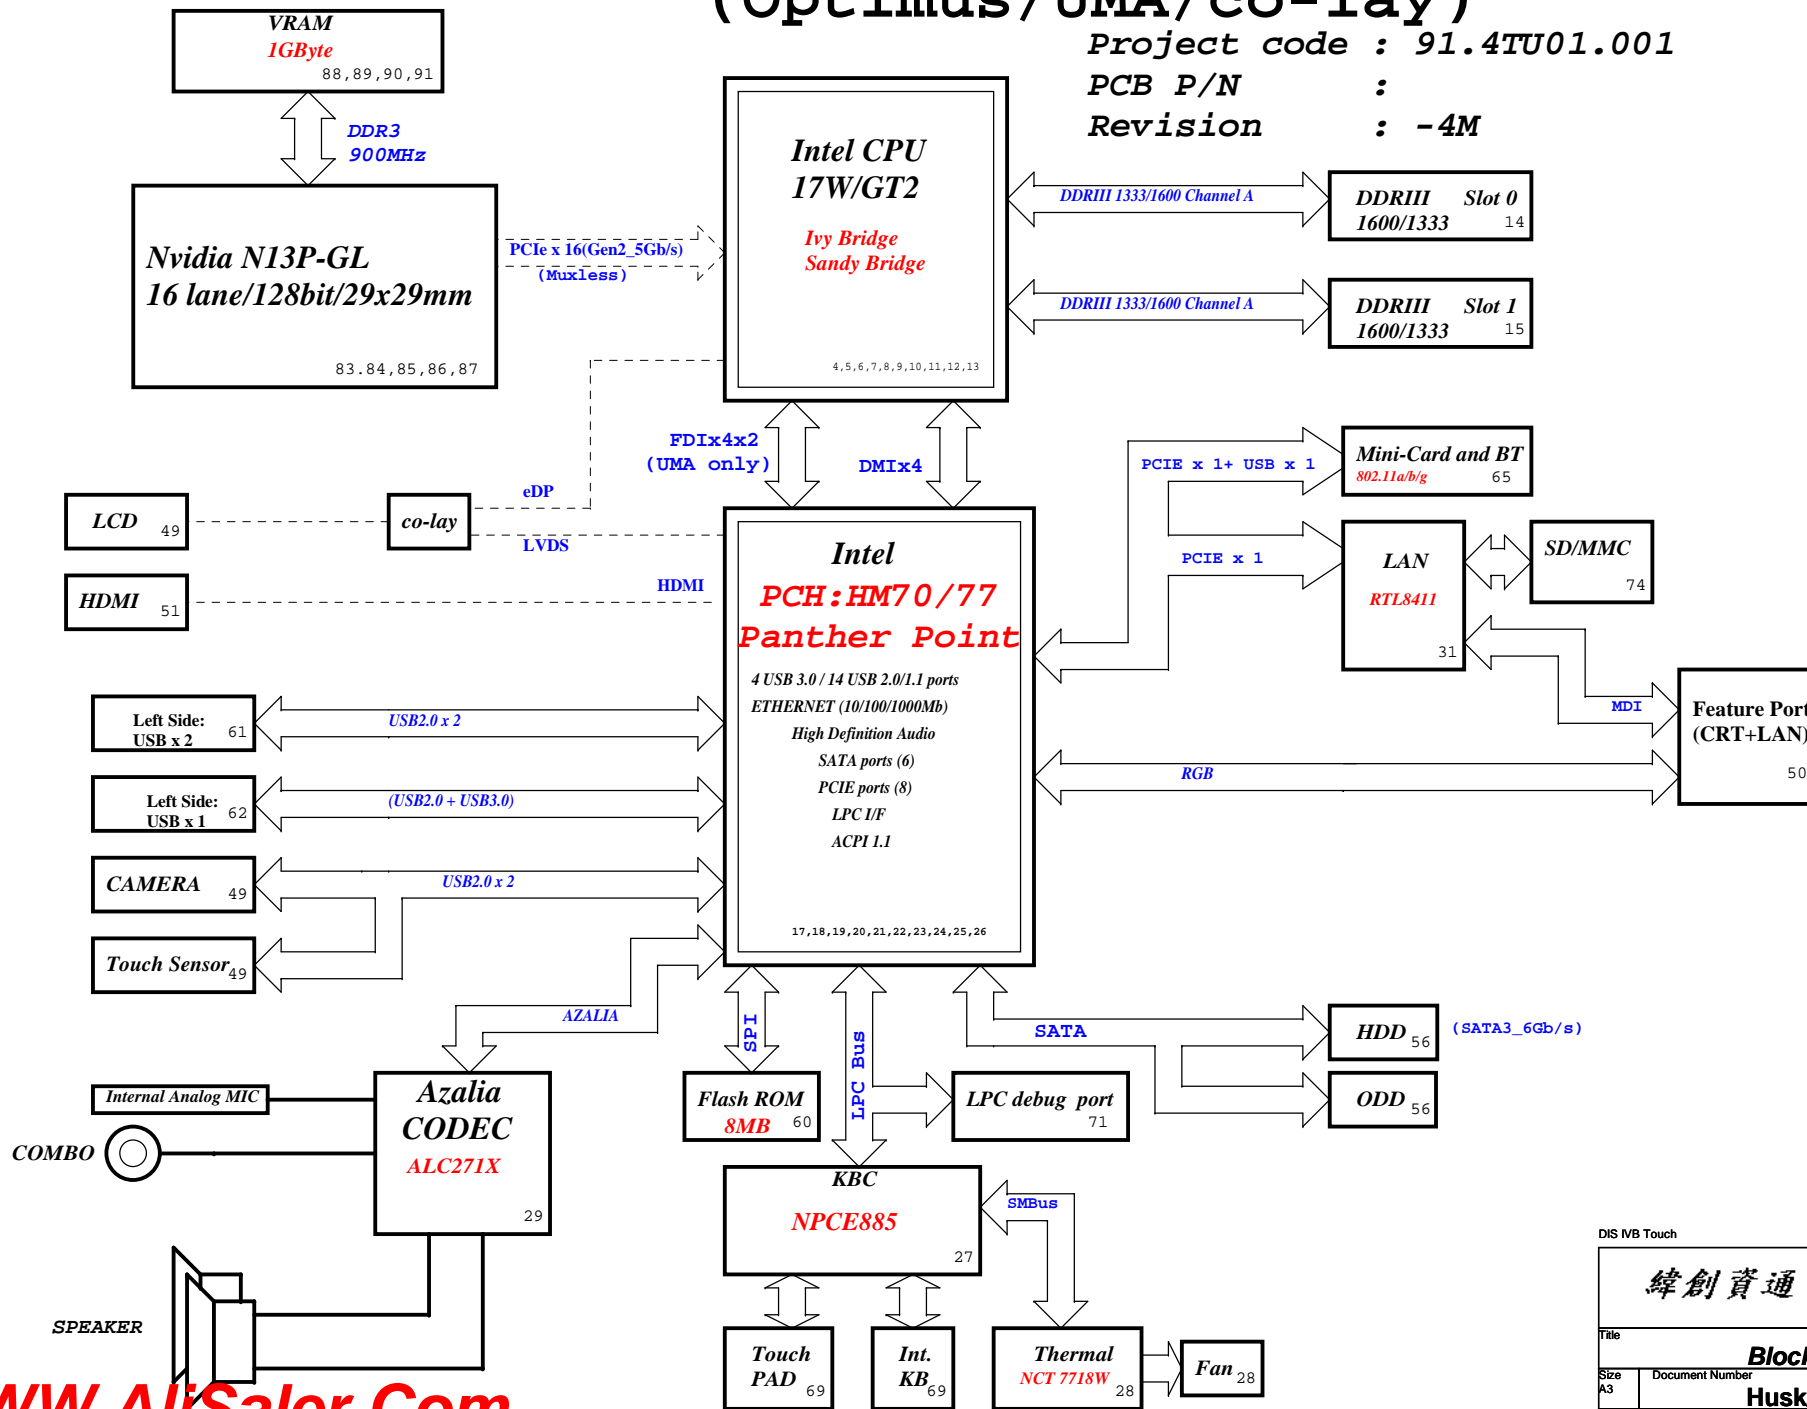 (Optimus/UMA/co-lay)
Project code : 91.4TU01.001
PCB P/N :
Revision : -4M
VRAM
1GByte
88,89,90,91
DDR3
900MHz
Nvidia N13P-GL
16 lane/128bit/29x29mm
83.84,85,86,87
PCIe x 16(Gen2_5Gb/s)
(Muxless)
Intel CPU
17W/GT2
Ivy Bridge
Sandy Bridge
4,5,6,7,8,9,10,11,12,13
DDRIII 1333/1600 Channel A
DDRIII Slot 0
1600/1333 14
DDRIII 1333/1600 Channel A
DDRIII Slot 1
1600/1333 15
FDIx4x2
(UMA only)
DMIx4
PCIE x 1+ USB x 1
Mini-Card and BT
802.11a/b/g 65
LCD 49
co-lay
eDP
LVDS
HDMI 51
HDMI
PCIE x 1
LAN
RTL8411
31
SD/MMC
74
Intel
PCH:HM70/77
Panther Point
4 USB 3.0 / 14 USB 2.0/1.1 ports
ETHERNET (10/100/1000Mb)
High Definition Audio
SATA ports (6)
PCIE ports (8)
LPC I/F
ACPI 1.1
17,18,19,20,21,22,23,24,25,26
MDI
Feature Port
(CRT+LAN)
50
RGB
Left Side:
USB x 2 61
USB2.0 x 2
Left Side:
USB x 1 62
(USB2.0 + USB3.0)
CAMERA 49
USB2.0 x 2
Touch Sensor 49
AZALIA
SPI
LPC Bus
SATA
HDD 56
(SATA3_6Gb/s)
ODD 56
Internal Analog MIC
COMBO
Azalia
CODEC
ALC271X
29
Flash ROM
8MB 60
LPC debug port
71
KBC
NPCE885
27
SMBus
SPEAKER
Touch
PAD 69
Int.
KB 69
Thermal
NCT 7718W 28
Fan 28
DIS IVB Touch
緯創資通
Title
Block
Size
A3
Document Number
Husk
WW.AliSaler.Com